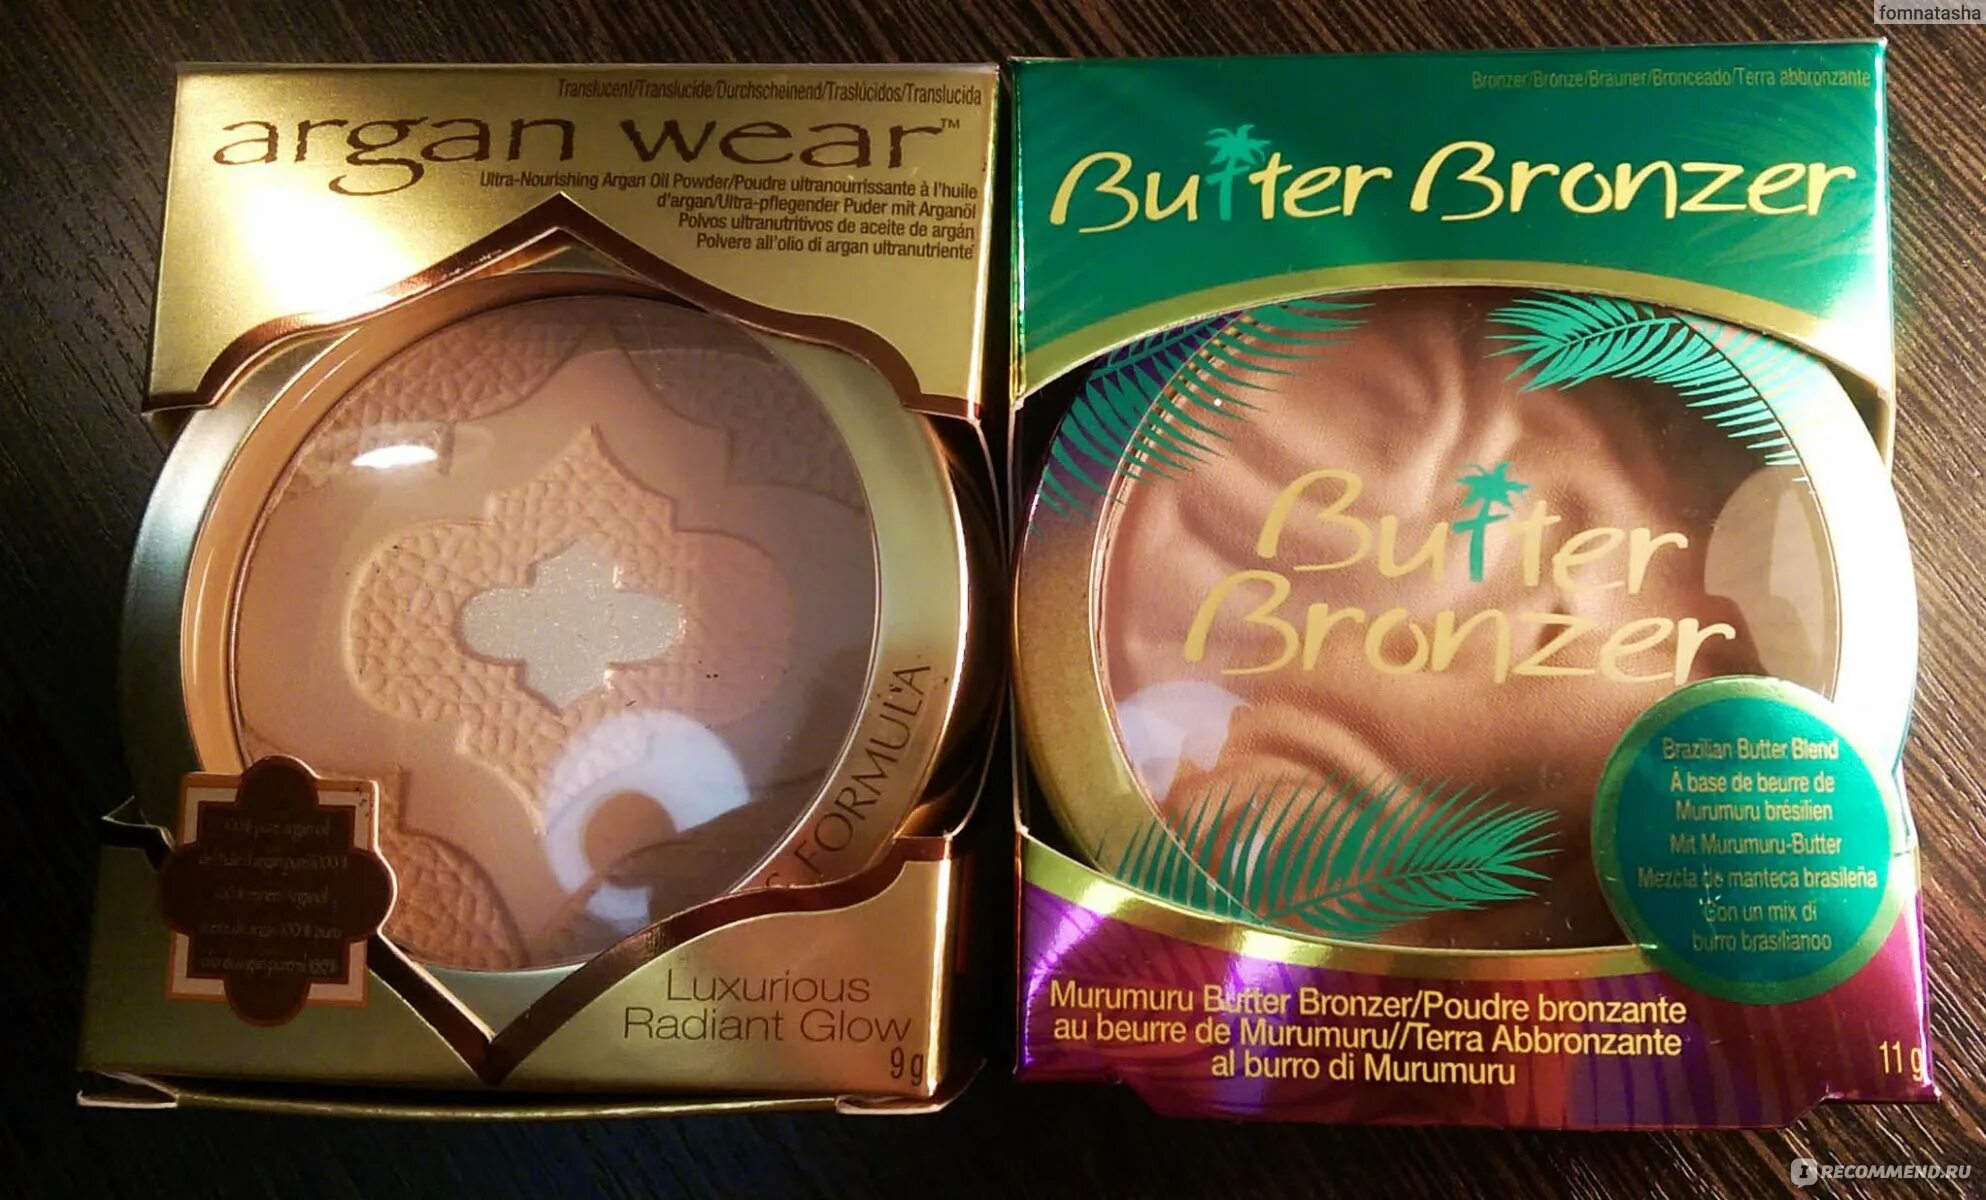 fomnatasha
Translucent/Translucide/Durchscheinend/Traslúcidos/Translucida
argan wear™
Ultra-Nourishing Argan Oil Powder/Poudre ultranourrissante à l'huile
d'argan/Ultra-pflegender Puder mit Arganöl
Polvos ultranutritivos de aceite de argán
Polvere all'olio di argan ultranutriente
S FORMULA
100% pure argan oil
Luxurious
Radiant Glow
9 g
Bronzer/Bronze/Bräuner/Bronceado/Terra abbronzante
Butter Bronzer
Butter
Bronzer
Brazilian Butter Blend
À base de beurre de
Murumuru brésilien
Mit Murumuru-Butter
Mezcla de manteca brasileña
Con un mix di
burro brasilianoo
Murumuru Butter Bronzer/Poudre bronzante
au beurre de Murumuru//Terra Abbronzante
al burro di Murumuru
11 g
RECOMMEND.RU